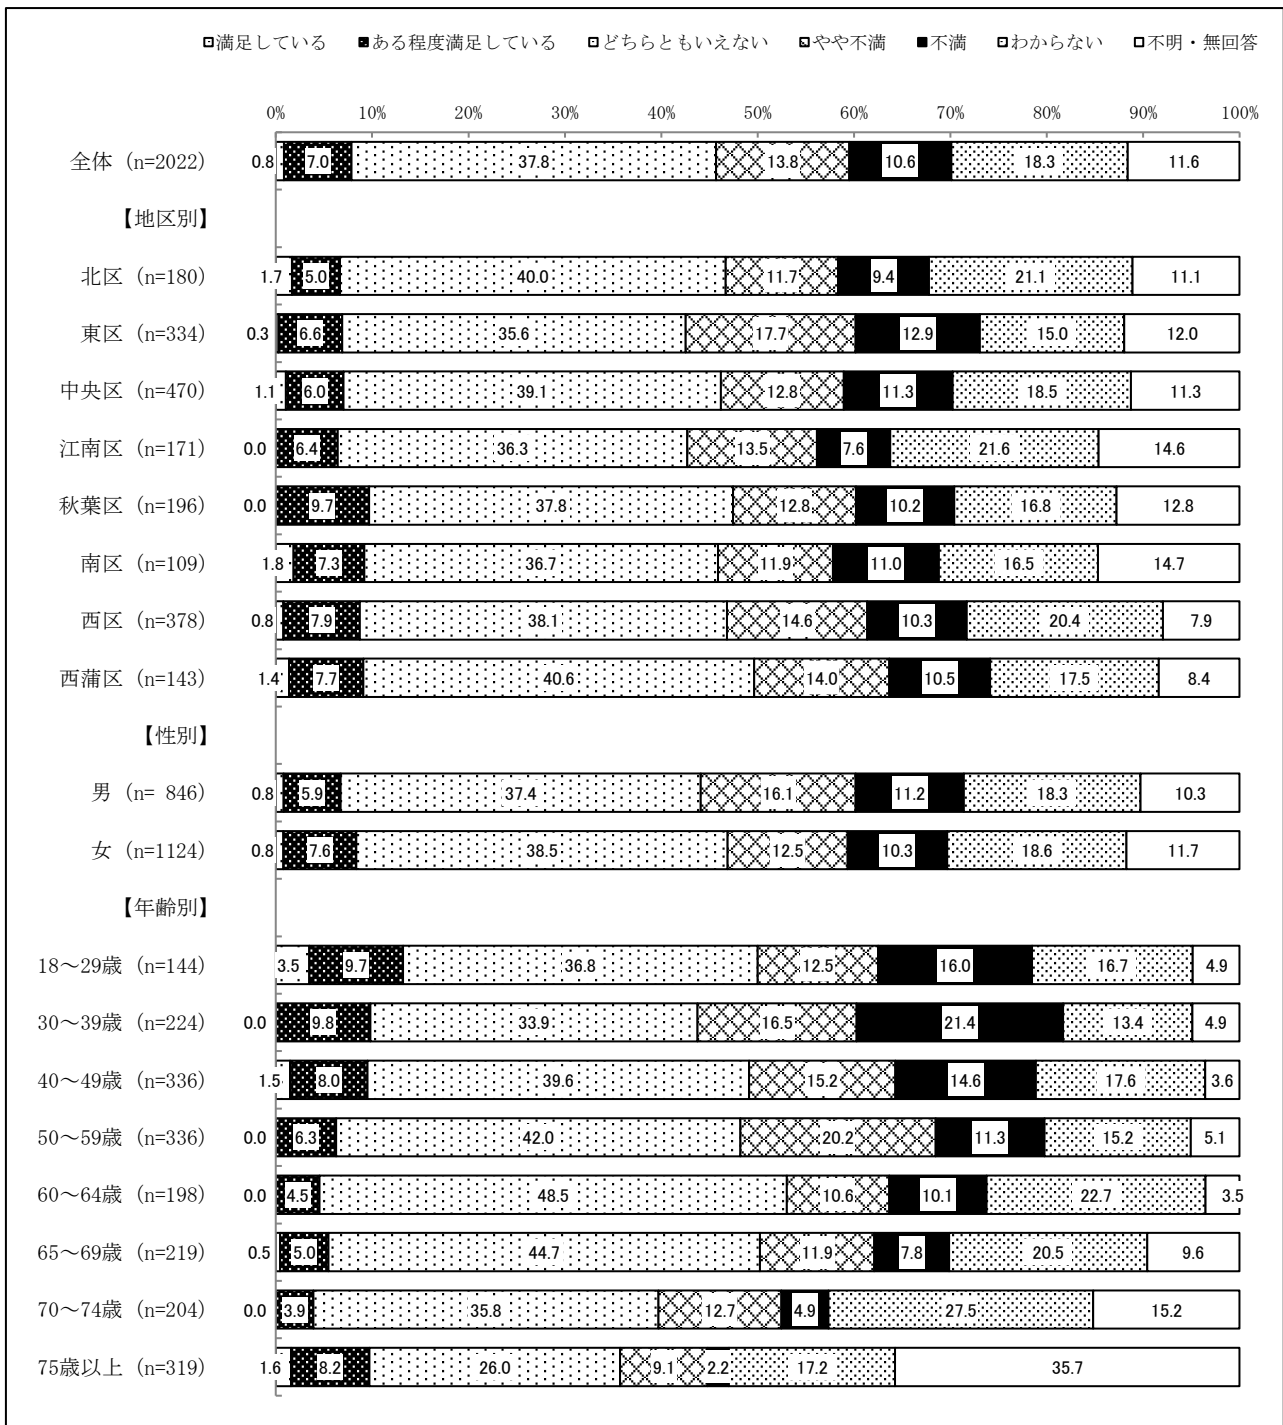 満足している ある程度満足している どちらともいえない やや不満 不満 わからない 不明・無回答
0% 10% 20% 30% 40% 50% 60% 70% 80% 90% 100%
全体（n=2022） 0.8 7.0 37.8 13.8 10.6 18.3 11.6
【地区別】
北区（n=180） 1.7 5.0 40.0 11.7 9.4 21.1 11.1
東区（n=334） 0.3 6.6 35.6 17.7 12.9 15.0 12.0
中央区（n=470） 1.1 6.0 39.1 12.8 11.3 18.5 11.3
江南区（n=171） 0.0 6.4 36.3 13.5 7.6 21.6 14.6
秋葉区（n=196） 0.0 9.7 37.8 12.8 10.2 16.8 12.8
南区（n=109） 1.8 7.3 36.7 11.9 11.0 16.5 14.7
西区（n=378） 0.8 7.9 38.1 14.6 10.3 20.4 7.9
西蒲区（n=143） 1.4 7.7 40.6 14.0 10.5 17.5 8.4
【性別】
男（n= 846） 0.8 5.9 37.4 16.1 11.2 18.3 10.3
女（n=1124） 0.8 7.6 38.5 12.5 10.3 18.6 11.7
【年齢別】
18～29歳（n=144） 3.5 9.7 36.8 12.5 16.0 16.7 4.9
30～39歳（n=224） 0.0 9.8 33.9 16.5 21.4 13.4 4.9
40～49歳（n=336） 1.5 8.0 39.6 15.2 14.6 17.6 3.6
50～59歳（n=336） 0.0 6.3 42.0 20.2 11.3 15.2 5.1
60～64歳（n=198） 0.0 4.5 48.5 10.6 10.1 22.7 3.5
65～69歳（n=219） 0.5 5.0 44.7 11.9 7.8 20.5 9.6
70～74歳（n=204） 0.0 3.9 35.8 12.7 4.9 27.5 15.2
75歳以上（n=319） 1.6 8.2 26.0 9.1 2.2 17.2 35.7